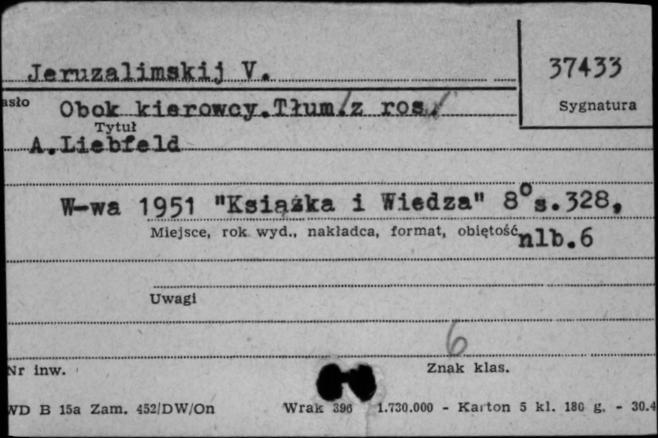 Jeruzalimskij V.
37433
asło
Sygnatura
Obok kierowcy.Tłum.z ros.
Tytuł
A.Liebfeld
W-wa 1951 "Książka i Wiedza" 8° s.328,
Miejsce, rok wyd., nakładca, format, objętość
nlb.6
Uwagi
6
Nr inw.
Znak klas.
WD B 15a Zam. 452/DW/On Wrak 396 1.730.000 - Karton 5 kl. 180 g. - 30.4